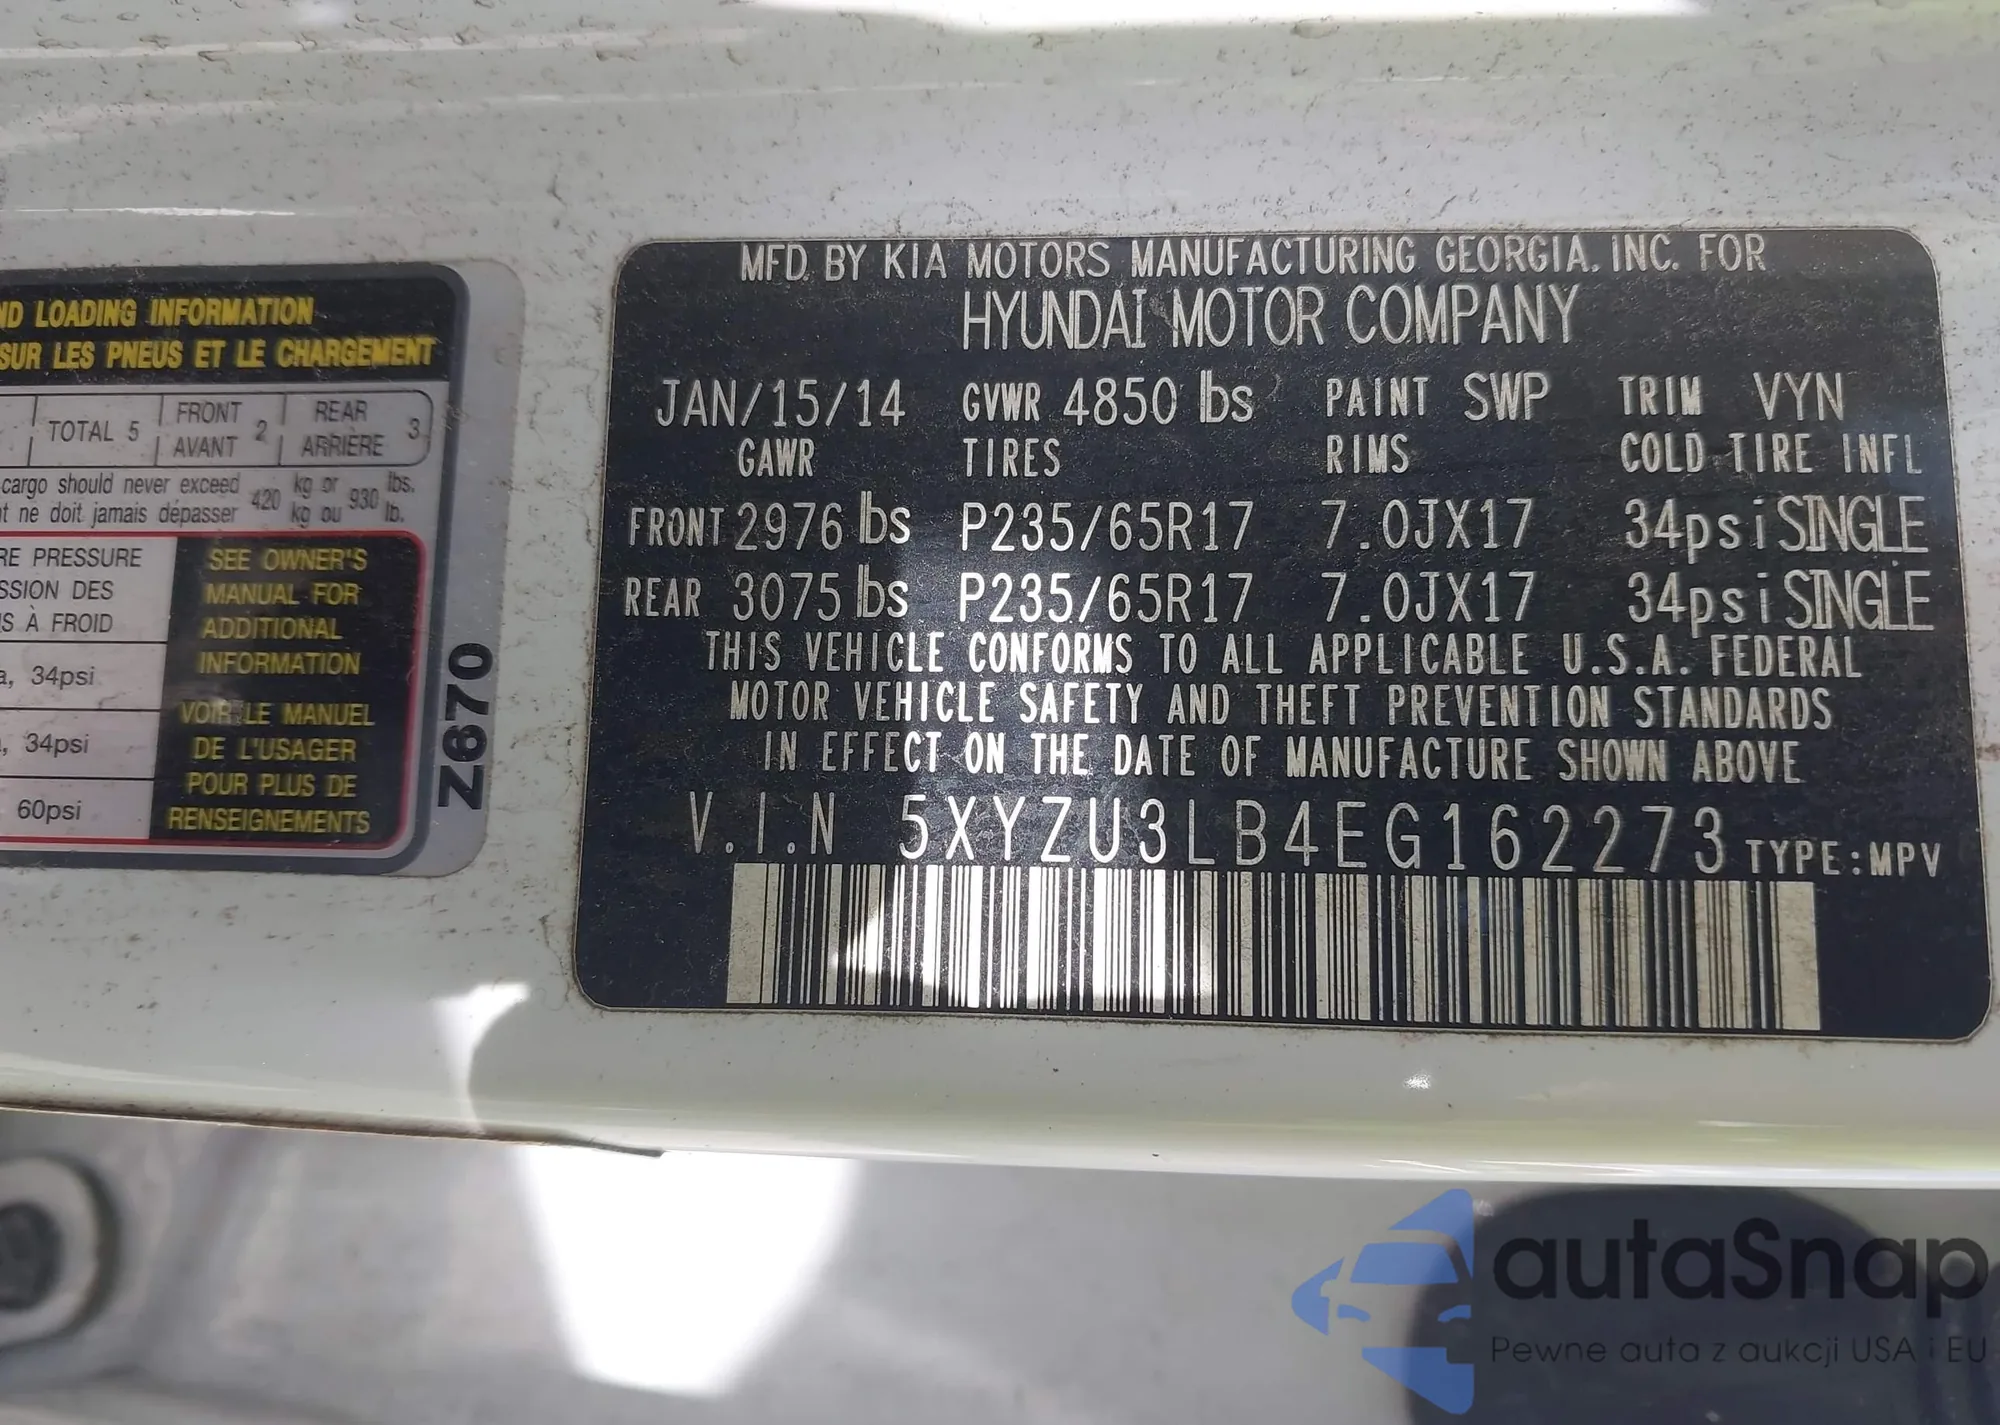 ND LOADING INFORMATION
SUR LES PNEUS ET LE CHARGEMENT
TOTAL 5
FRONT
AVANT 2
REAR
ARRIÈRE 3
cargo should never exceed 420 kg or 930 lbs.
nt ne doit jamais dépasser kg ou lb.
RE PRESSURE
SSION DES
S À FROID
a, 34psi
, 34psi
60psi
SEE OWNER'S
MANUAL FOR
ADDITIONAL
INFORMATION
VOIR LE MANUEL
DE L'USAGER
POUR PLUS DE
RENSEIGNEMENTS
Z670
MFD. BY KIA MOTORS MANUFACTURING GEORGIA. INC. FOR
HYUNDAI MOTOR COMPANY
JAN/15/14 GVWR 4850 lbs PAINT SWP TRIM VYN
GAWR TIRES RIMS COLD TIRE INFL
FRONT 2976 lbs P235/65R17 7.0JX17 34psi SINGLE
REAR 3075 lbs P235/65R17 7.0JX17 34psi SINGLE
THIS VEHICLE CONFORMS TO ALL APPLICABLE U.S.A. FEDERAL
MOTOR VEHICLE SAFETY AND THEFT PREVENTION STANDARDS
IN EFFECT ON THE DATE OF MANUFACTURE SHOWN ABOVE
V.I.N 5XYZU3LB4EG162273 TYPE:MPV
autaSnap
Pewne auta z aukcji USA i EU